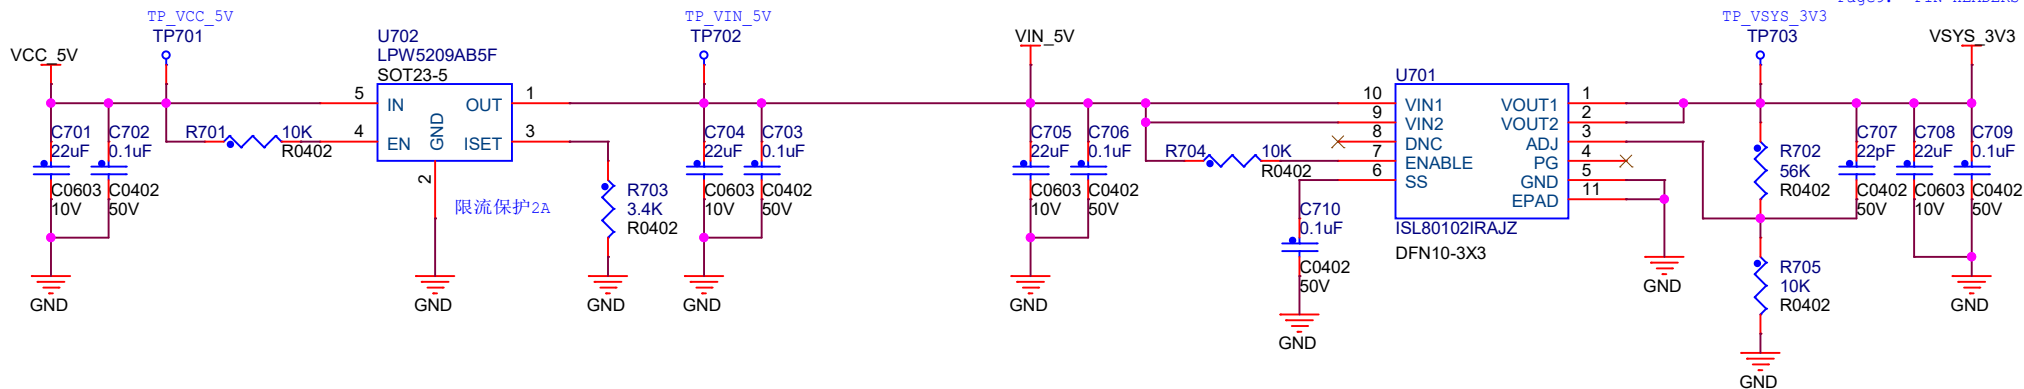 TP_VCC_5V
TP701
VCC_5V
U702
LPW5209AB5F
SOT23-5
5
IN
OUT
1
4
EN
GND
ISET
3
2
R701
10K
R0402
C701
22uF
C0603
10V
C702
0.1uF
C0402
50V
GND
GND
限流保护2A
R703
3.4K
R0402
GND
TP_VIN_5V
TP702
C704
22uF
C0603
10V
C703
0.1uF
C0402
50V
GND
VIN_5V
C705
22uF
C0603
10V
C706
0.1uF
C0402
50V
GND
R704
10K
R0402
C710
0.1uF
C0402
50V
GND
U701
10
VIN1
VOUT1
1
9
VIN2
VOUT2
2
8
DNC
ADJ
3
7
ENABLE
PG
4
6
SS
GND
5
EPAD
11
ISL80102IRAJZ
DFN10-3X3
GND
TP_VSYS_3V3
TP703
R702
56K
R0402
R705
10K
R0402
GND
VSYS_3V3
C707
22pF
C0402
50V
C708
22uF
C0603
10V
C709
0.1uF
C0402
50V
GND